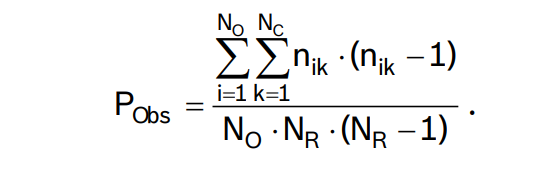 P_Obs = \frac{\sum_{i=1}^{N_O} \sum_{k=1}^{N_C} n_{ik} \cdot (n_{ik} - 1)}{N_O \cdot N_R \cdot (N_R - 1)} .